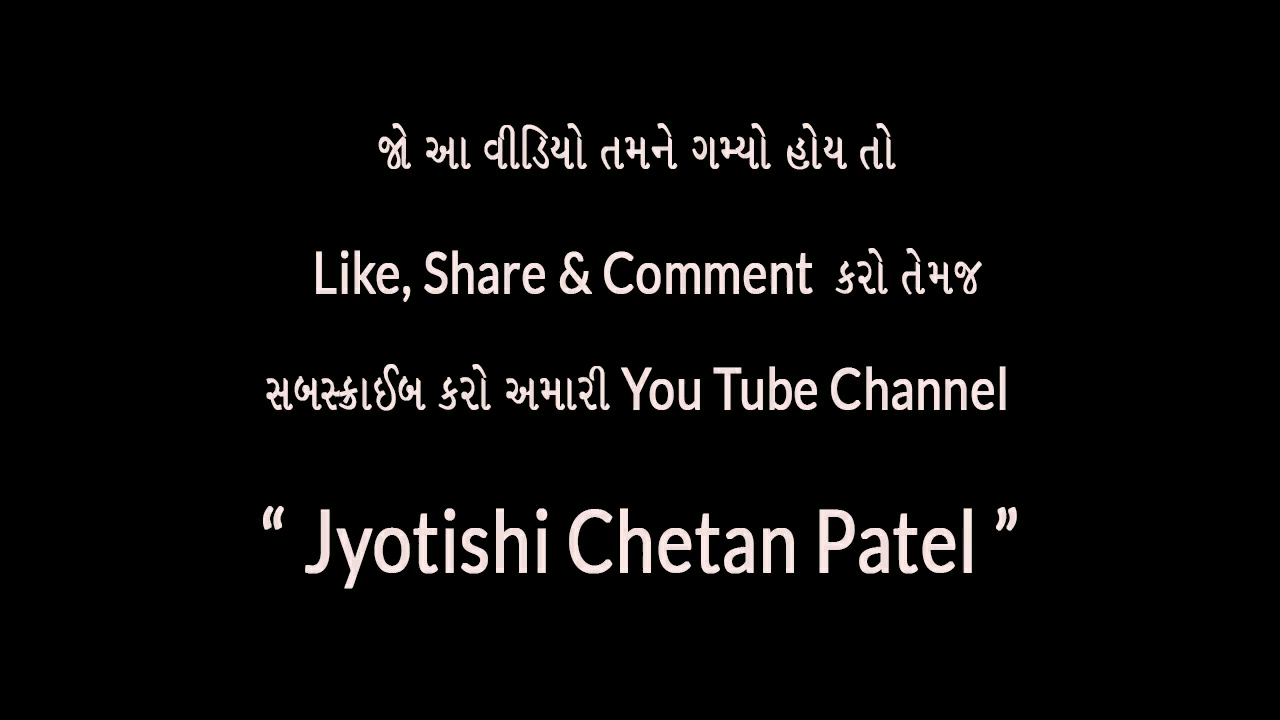 જો આ વીડિયો તમને ગમ્યો હોય તો
Like, Share & Comment કરો તેમજ
સબસ્ક્રાઈબ કરો અમારી You Tube Channel
“ Jyotishi Chetan Patel ”